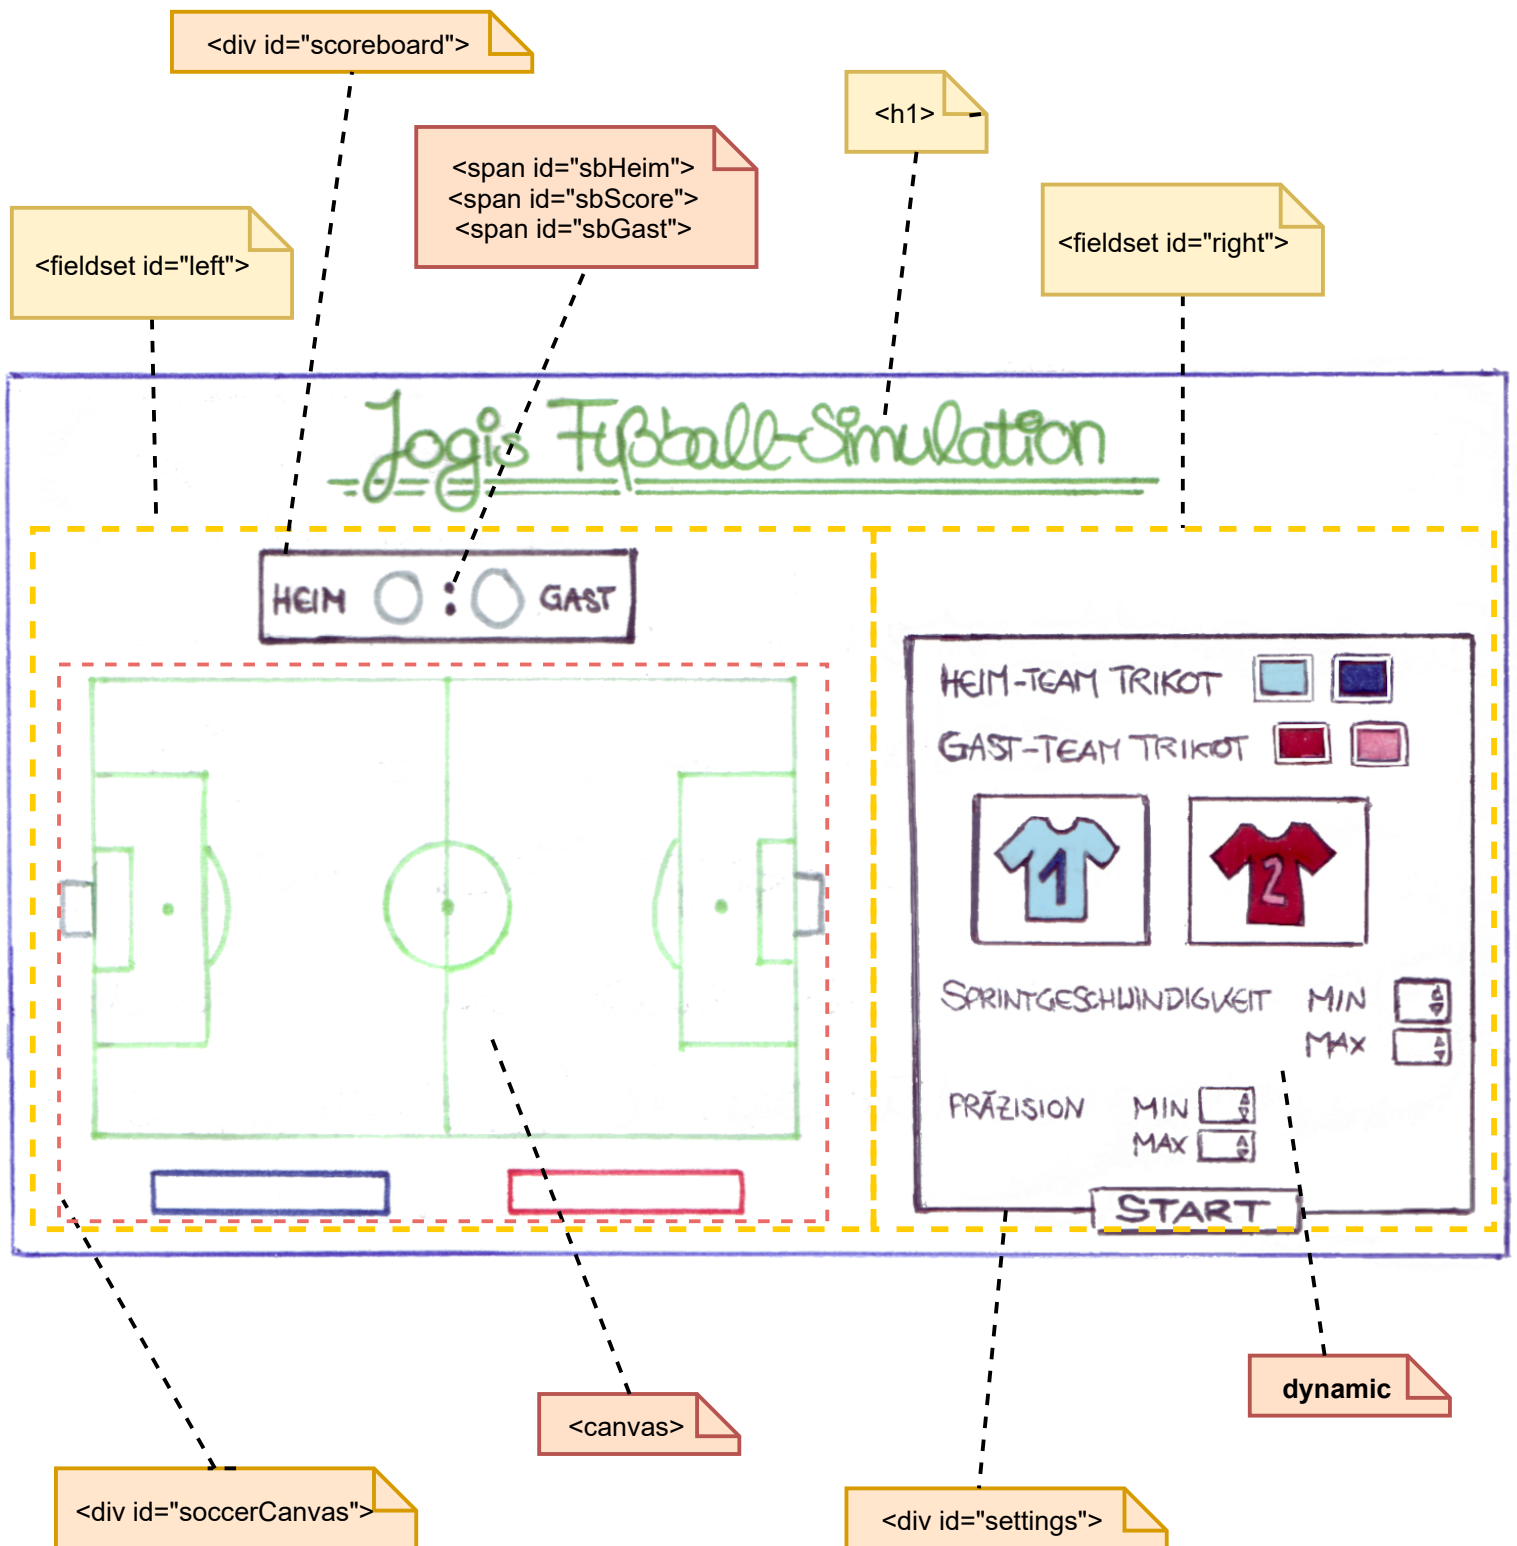 <div id="scoreboard">
<h1>
<span id="sbHeim">
<span id="sbScore">
<span id="sbGast">
<fieldset id="left">
<fieldset id="right">
Jogis Fußball-Simulation
HEIM : GAST
HEIM-TEAM TRIKOT
GAST-TEAM TRIKOT
1 2
SPRINTGESCHWINDIGKEIT MIN
MAX
PRÄZISION MIN
MAX
START
dynamic
<canvas>
<div id="soccerCanvas">
<div id="settings">